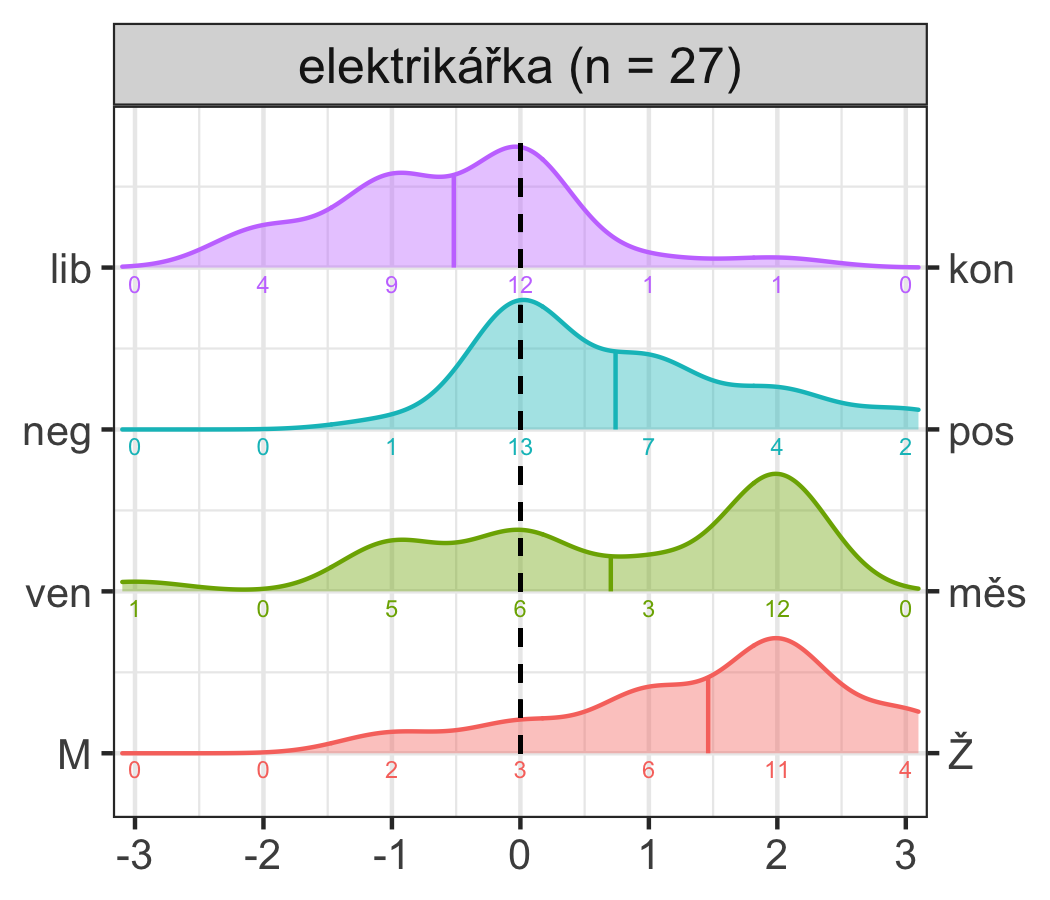 elektrikářka (n = 27)
lib kon
0 4 9 12 1 1 0
neg pos
0 0 1 13 7 4 2
ven měs
1 0 5 6 3 12 0
M Ž
0 0 2 3 6 11 4
-3 -2 -1 0 1 2 3